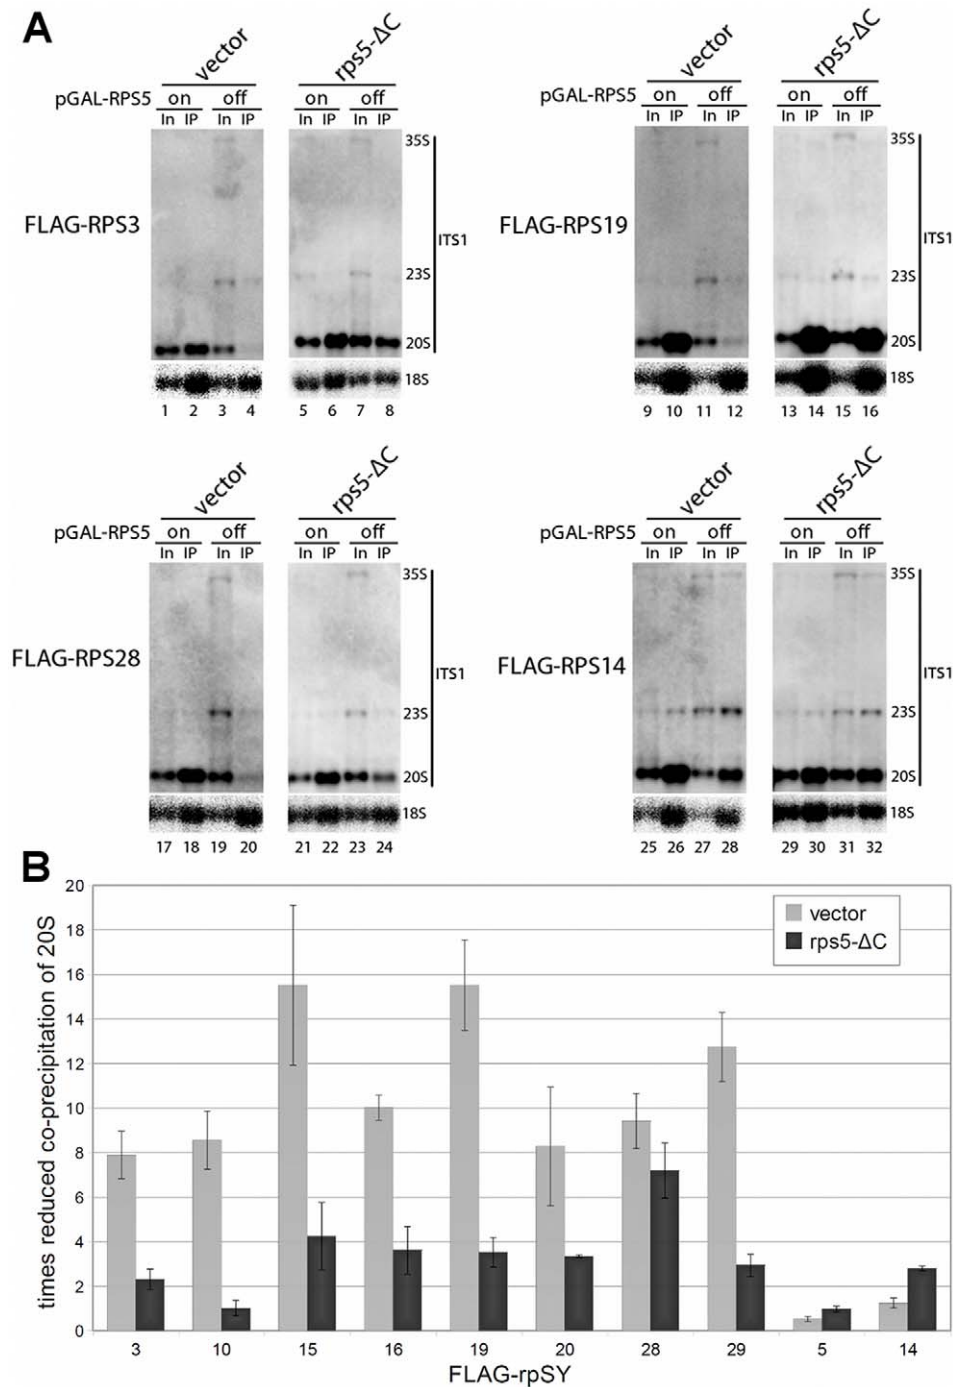 A
vector
rps5-ΔC
pGAL-RPS5
on
off
on
off
In IP In IP
In IP In IP
FLAG-RPS3
35S
ITS1
23S
20S
18S
1 2 3 4
5 6 7 8
vector
rps5-ΔC
pGAL-RPS5
on
off
on
off
In IP In IP
In IP In IP
FLAG-RPS19
35S
ITS1
23S
20S
18S
9 10 11 12
13 14 15 16
vector
rps5-ΔC
pGAL-RPS5
on
off
on
off
In IP In IP
In IP In IP
FLAG-RPS28
35S
ITS1
23S
20S
18S
17 18 19 20
21 22 23 24
vector
rps5-ΔC
pGAL-RPS5
on
off
on
off
In IP In IP
In IP In IP
FLAG-RPS14
35S
ITS1
23S
20S
18S
25 26 27 28
29 30 31 32
B
times reduced co-precipitation of 20S
20
18
16
14
12
10
8
6
4
2
0
vector
rps5-ΔC
3 10 15 16 19 20 28 29 5 14
FLAG-rpSY